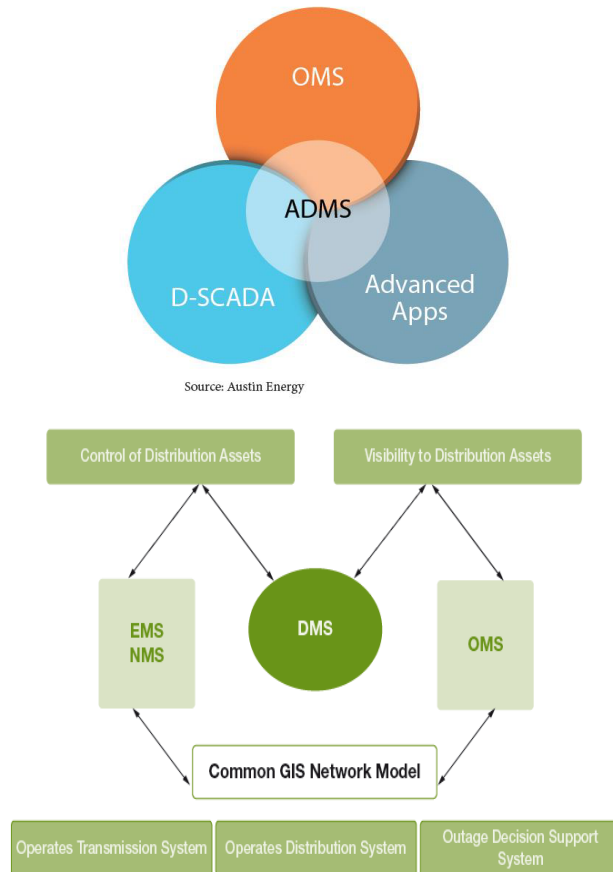 OMS
ADMS
D-SCADA
Advanced
Apps
Source: Austin Energy
Control of Distribution Assets
Visibility to Distribution Assets
EMS
NMS
DMS
OMS
Common GIS Network Model
Operates Transmission System
Operates Distribution System
Outage Decision Support
System